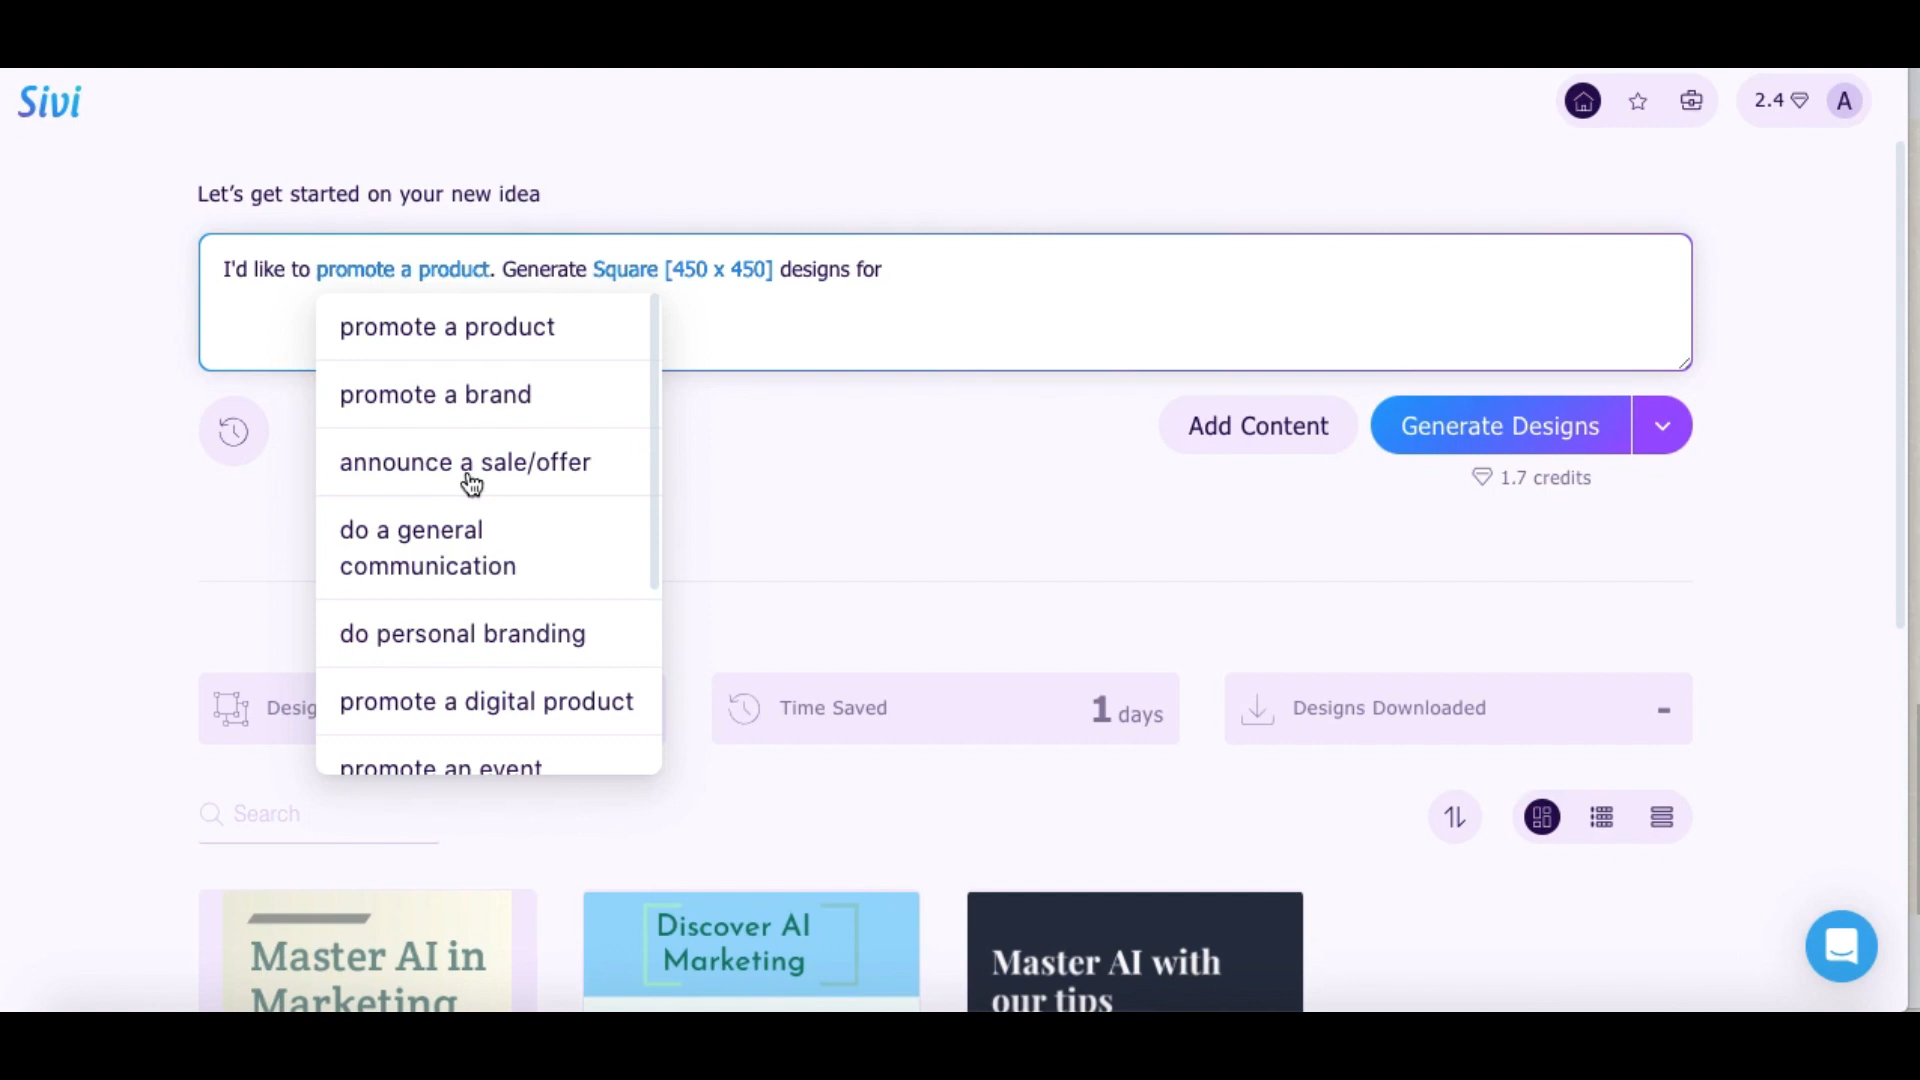 Sivi
2.4
A
Let's get started on your new idea
I'd like to promote a product. Generate Square [450 x 450] designs for
promote a product
promote a brand
announce a sale/offer
do a general
communication
do personal branding
promote a digital product
promote an event
Add Content
Generate Designs
1.7 credits
Desig
Time Saved
1 days
Designs Downloaded
-
Search
Master AI in
Marketing
Discover AI
Marketing
Master AI with
our tips